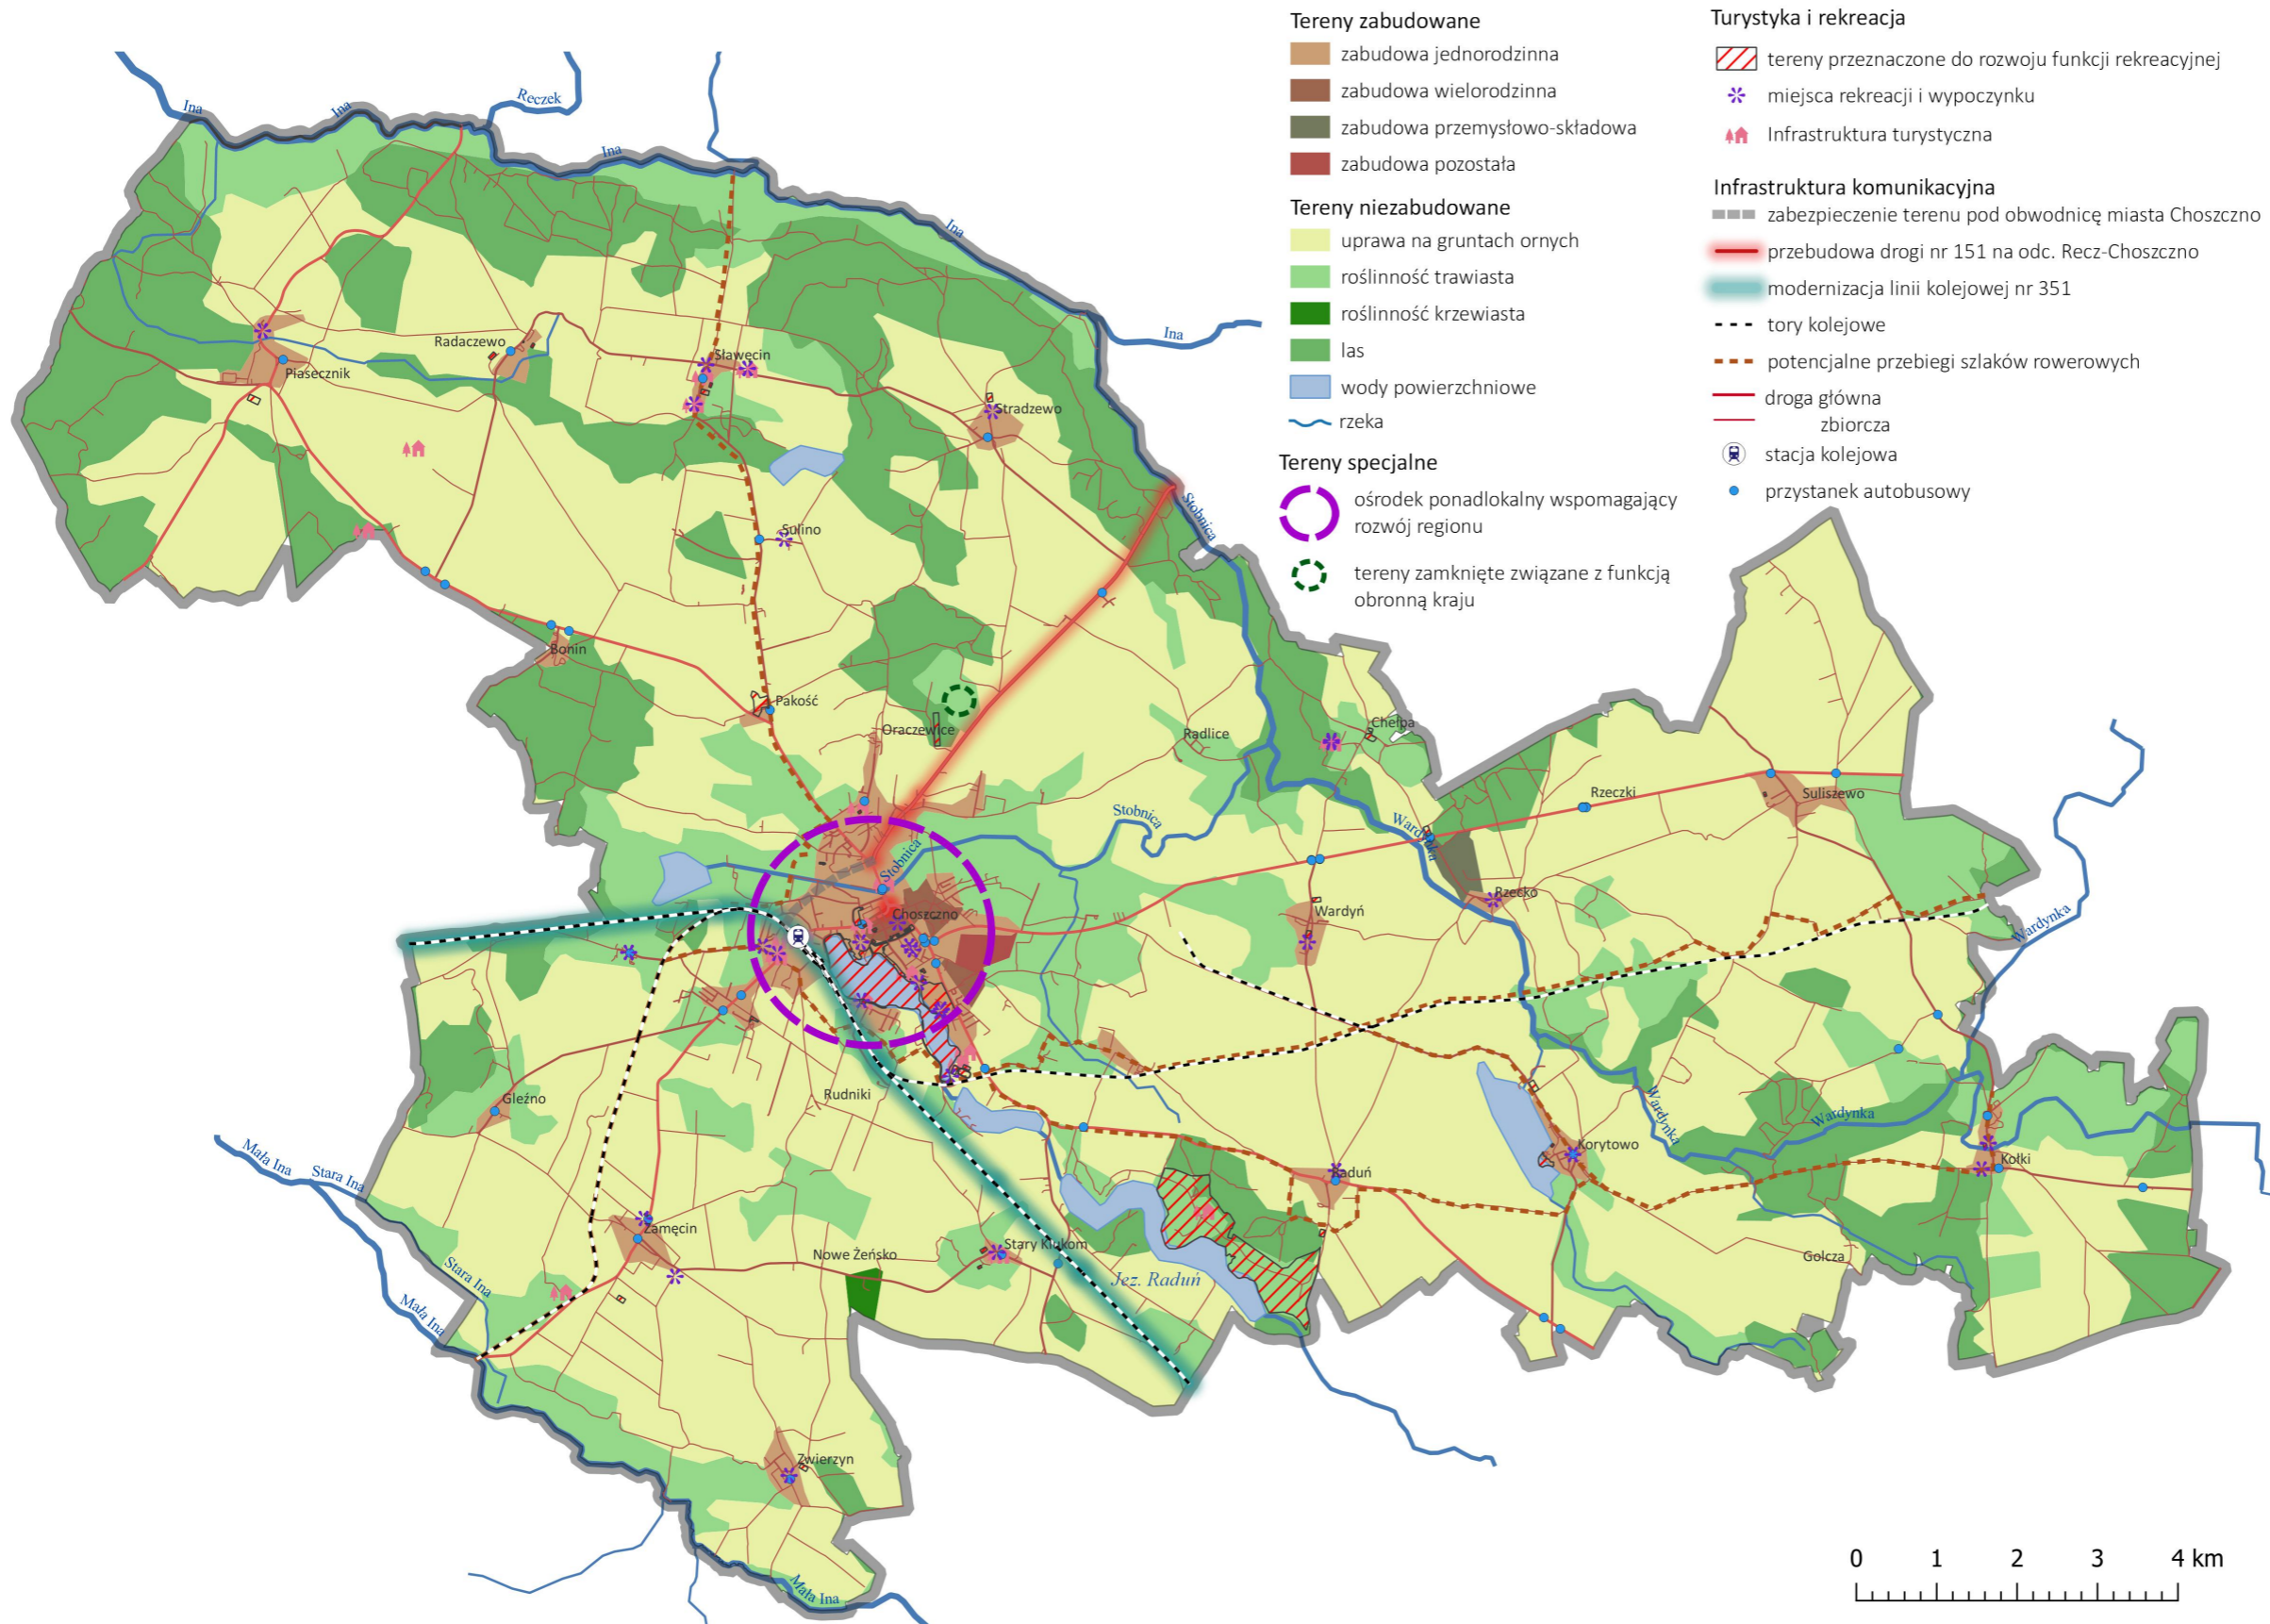 Tereny zabudowane
zabudowa jednorodzinna
zabudowa wielorodzinna
zabudowa przemysłowo-składowa
zabudowa pozostała
Tereny niezabudowane
uprawa na gruntach ornych
roślinność trawiasta
roślinność krzewiasta
las
wody powierzchniowe
rzeka
Tereny specjalne
ośrodek ponadlokalny wspomagający
rozwój regionu
tereny zamknięte związane z funkcją
obronną kraju
Turystyka i rekreacja
tereny przeznaczone do rozwoju funkcji rekreacyjnej
miejsca rekreacji i wypoczynku
Infrastruktura turystyczna
Infrastruktura komunikacyjna
zabezpieczenie terenu pod obwodnicę miasta Choszczno
przebudowa drogi nr 151 na odc. Recz-Choszczno
modernizacja linii kolejowej nr 351
tory kolejowe
potencjalne przebiegi szlaków rowerowych
droga główna
zbiorcza
stacja kolejowa
przystanek autobusowy
Ina
Ina
Reczek
Ina
Ina
Ina
Radaczewo
Piasecznik
Sławęcin
Stradzewo
Stobnica
Sulino
Bonin
Pakość
Oraczewice
Radlice
Chełpa
Rzeczki
Suliszewo
Stobnica
Wardynka
Stobnica
Choszczno
Rzecko
Wardyń
Wardynka
Rudniki
Gleźno
Wardynka
Wardynka
Korytowo
Kołki
Mała Ina
Stara Ina
Raduń
Zamęcin
Nowe Żeńsko
Stary Klukom
Golcza
Jez. Raduń
Stara Ina
Mała Ina
Zwierzyn
Mała Ina
0 1 2 3 4 km